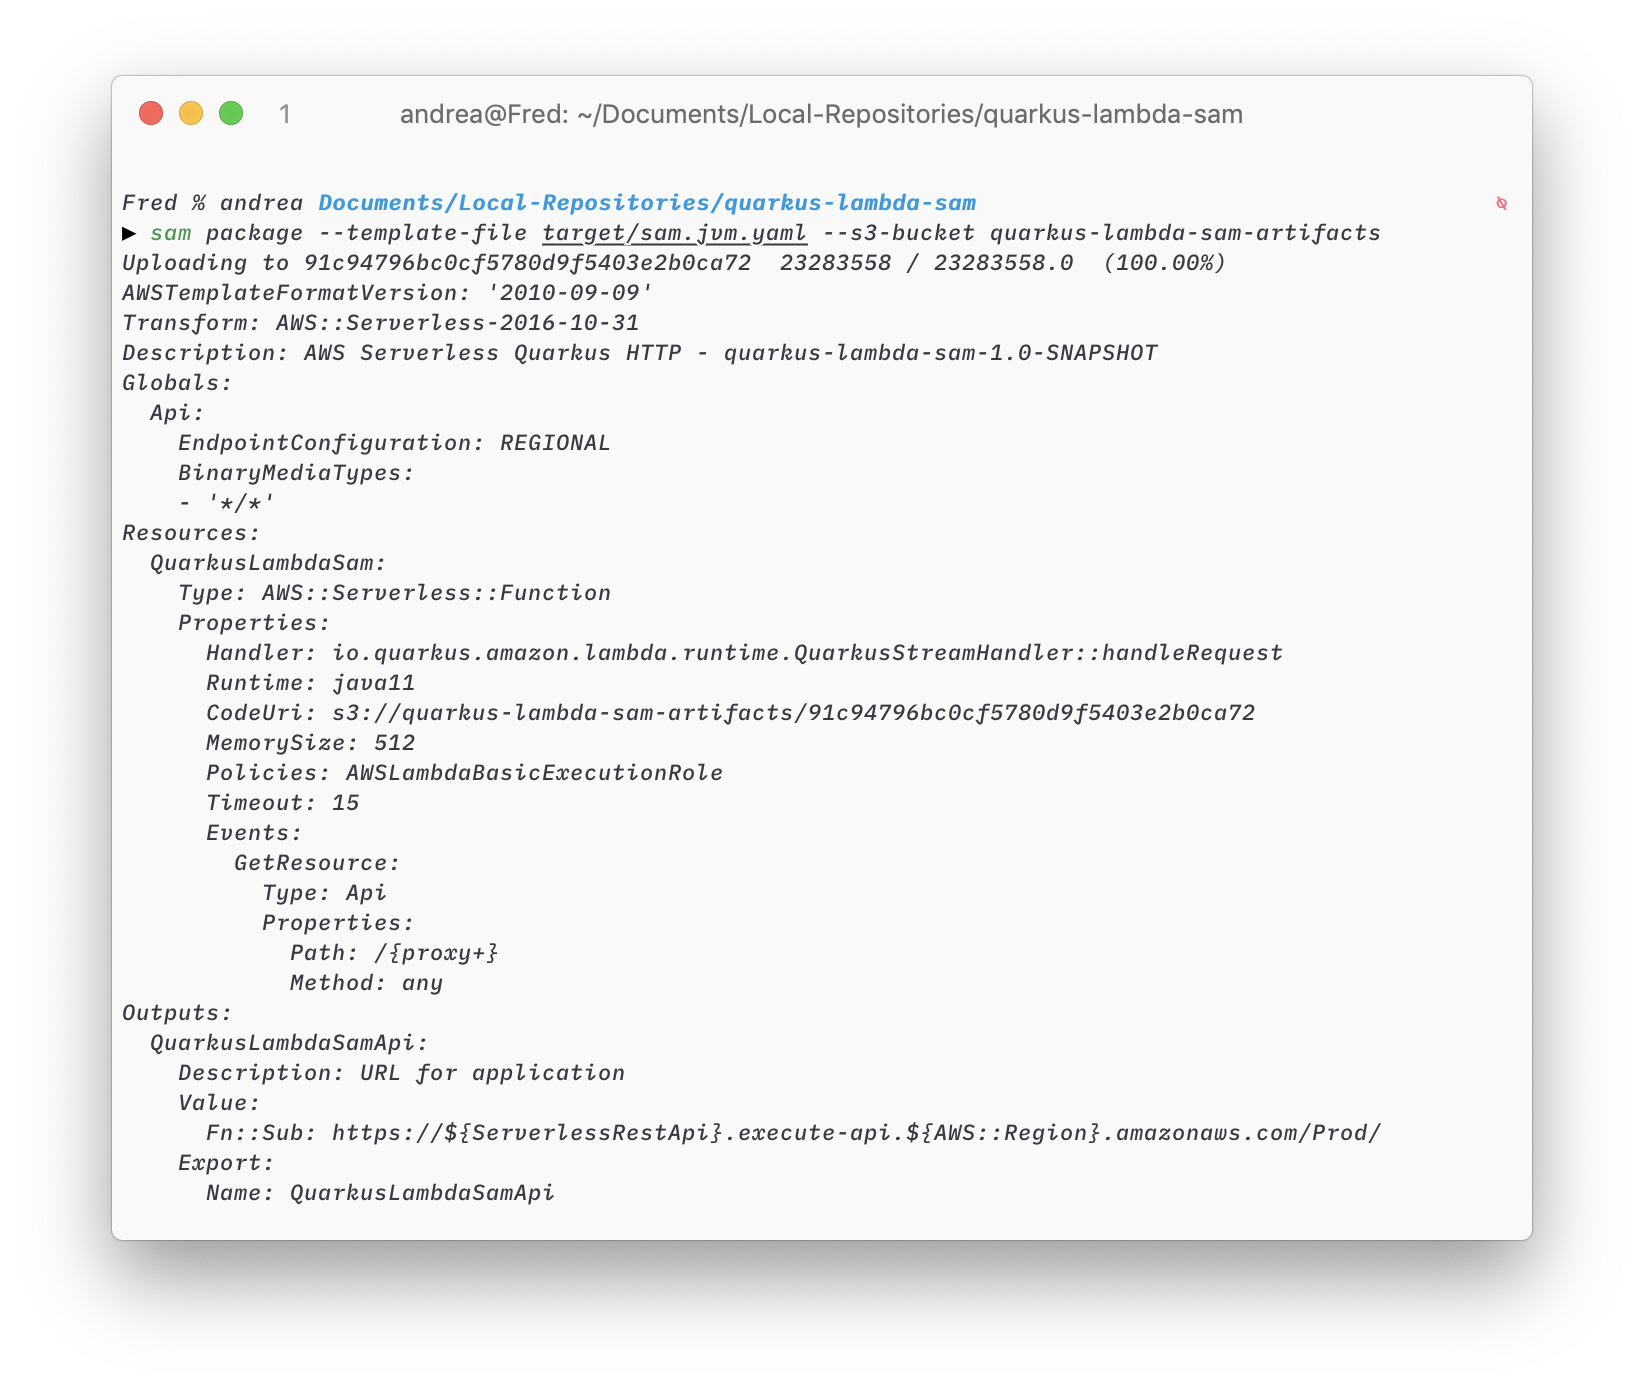 1 andrea@Fred: ~/Documents/Local-Repositories/quarkus-lambda-sam
Fred % andrea Documents/Local-Repositories/quarkus-lambda-sam
▶ sam package --template-file target/sam.jvm.yaml --s3-bucket quarkus-lambda-sam-artifacts
Uploading to 91c94796bc0cf5780d9f5403e2b0ca72  23283558 / 23283558.0  (100.00%)
AWSTemplateFormatVersion: '2010-09-09'
Transform: AWS::Serverless-2016-10-31
Description: AWS Serverless Quarkus HTTP - quarkus-lambda-sam-1.0-SNAPSHOT
Globals:
  Api:
    EndpointConfiguration: REGIONAL
    BinaryMediaTypes:
    - '*/*'
Resources:
  QuarkusLambdaSam:
    Type: AWS::Serverless::Function
    Properties:
      Handler: io.quarkus.amazon.lambda.runtime.QuarkusStreamHandler::handleRequest
      Runtime: java11
      CodeUri: s3://quarkus-lambda-sam-artifacts/91c94796bc0cf5780d9f5403e2b0ca72
      MemorySize: 512
      Policies: AWSLambdaBasicExecutionRole
      Timeout: 15
      Events:
        GetResource:
          Type: Api
          Properties:
            Path: /{proxy+}
            Method: any
Outputs:
  QuarkusLambdaSamApi:
    Description: URL for application
    Value:
      Fn::Sub: https://${ServerlessRestApi}.execute-api.${AWS::Region}.amazonaws.com/Prod/
    Export:
      Name: QuarkusLambdaSamApi